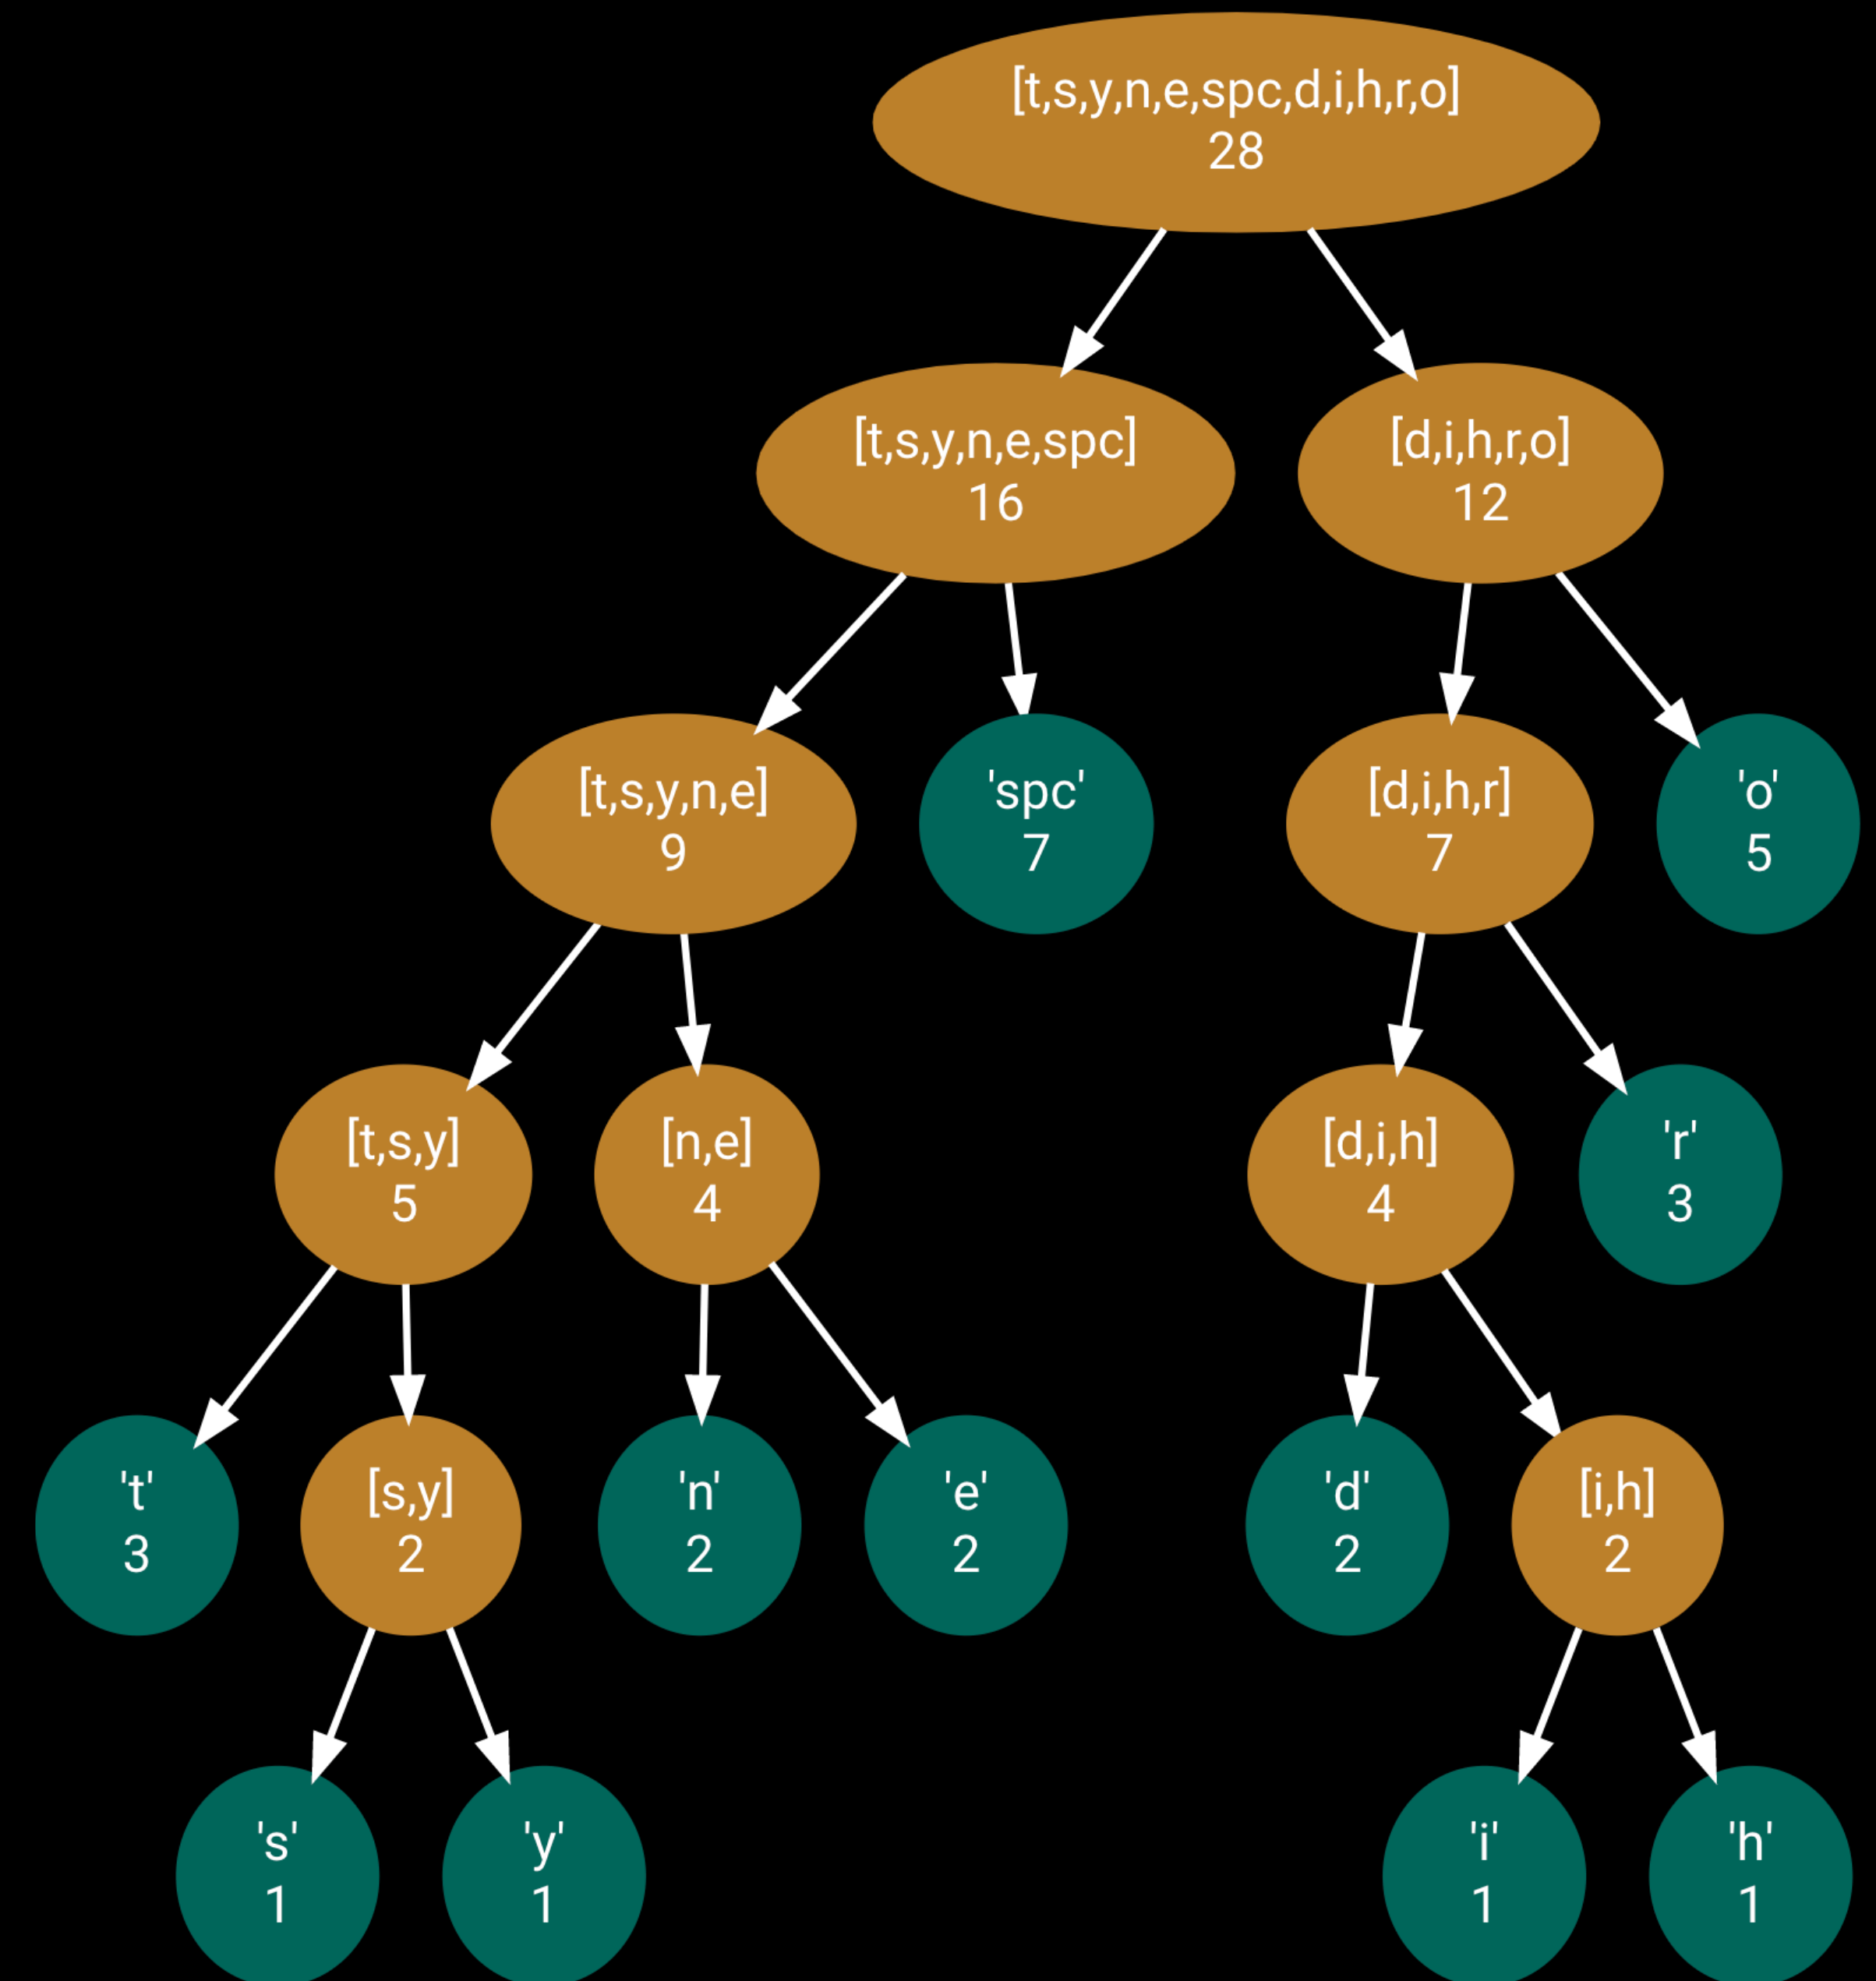 [t,s,y,n,e,spc,d,i,h,r,o]
28
[t,s,y,n,e,spc]
16
[d,i,h,r,o]
12
[t,s,y,n,e]
9
'spc'
7
[d,i,h,r]
7
'o'
5
[t,s,y]
5
[n,e]
4
[d,i,h]
4
'r'
3
't'
3
[s,y]
2
'n'
2
'e'
2
'd'
2
[i,h]
2
's'
1
'y'
1
'i'
1
'h'
1